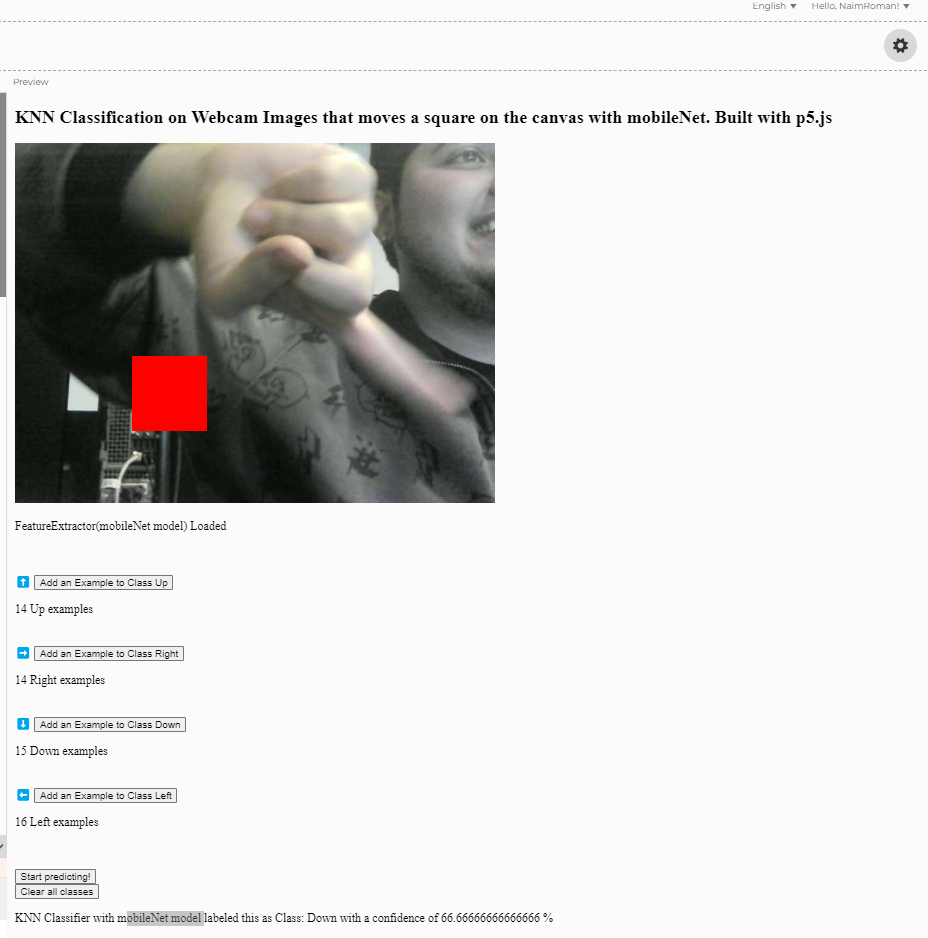 English ▼ Hello, NaimRoman! ▼
Preview
KNN Classification on Webcam Images that moves a square on the canvas with mobileNet. Built with p5.js
FeatureExtractor(mobileNet model) Loaded
Add an Example to Class Up
14 Up examples
Add an Example to Class Right
14 Right examples
Add an Example to Class Down
15 Down examples
Add an Example to Class Left
16 Left examples
Start predicting!
Clear all classes
KNN Classifier with mobileNet model labeled this as Class: Down with a confidence of 66.66666666666666 %